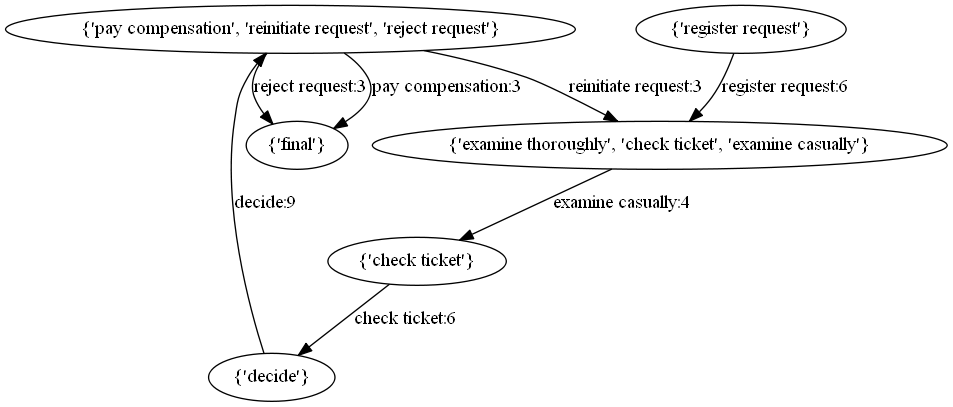 {'pay compensation', 'reinitiate request', 'reject request'}
{'register request'}
reject request:3
pay compensation:3
reinitiate request:3
register request:6
{'final'}
{'examine thoroughly', 'check ticket', 'examine casually'}
decide:9
examine casually:4
{'check ticket'}
check ticket:6
{'decide'}